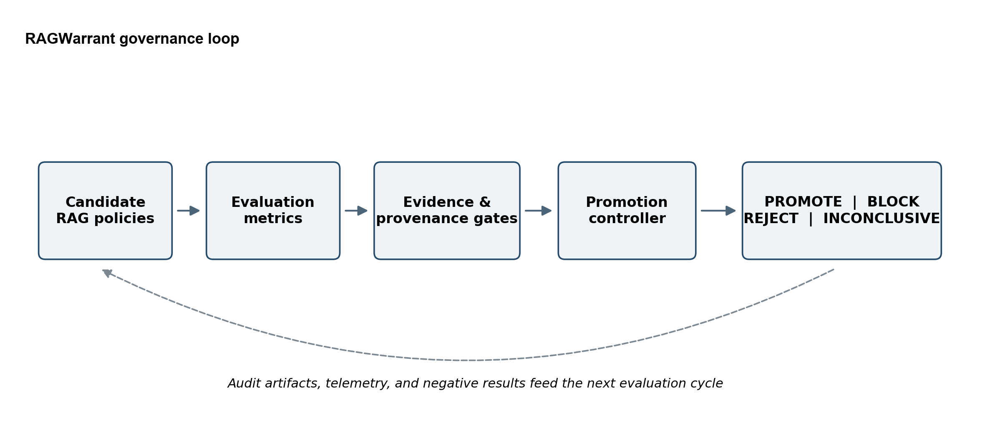 RAGWarrant governance loop
Candidate
RAG policies
Evaluation
metrics
Evidence &
provenance gates
Promotion
controller
PROMOTE | BLOCK
REJECT | INCONCLUSIVE
Audit artifacts, telemetry, and negative results feed the next evaluation cycle